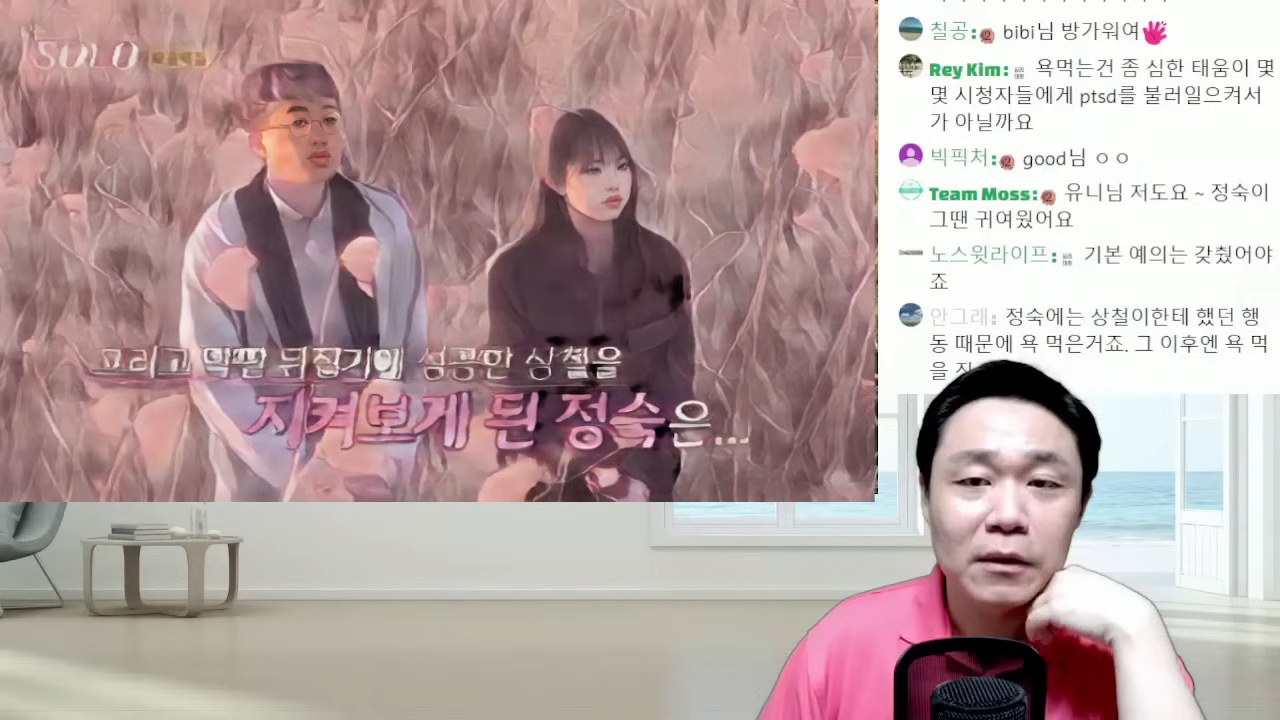 SOLO
그리고 막판 뒤집기에 성공한 상철을
지켜보게 된 정숙은...
칠공: bibi님 방가워여
Rey Kim: 욕먹는건 좀 심한 태움이 몇
몇 시청자들에게 ptsd를 불러일으켜서
가 아닐까요
빅픽처: good님 ㅇㅇ
Team Moss: 유니님 저도요 ~ 정숙이
그땐 귀여웠어요
노스윗라이프: 기본 예의는 갖췄어야
죠
안그래: 정숙에는 상철이한테 했던 행
동 때문에 욕 먹은거죠. 그 이후엔 욕 먹
을